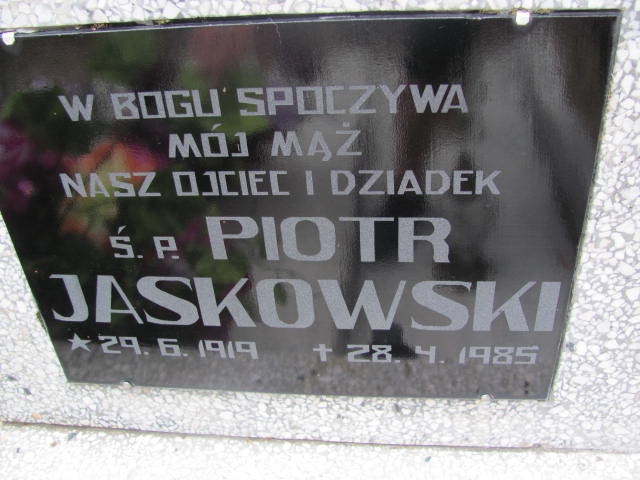 W BOGU SPOCZYWA
MÓJ MĄŻ
NASZ OJCIEC I DZIADEK
Ś. P. PIOTR
JASKOWSKI
★ 29. 6. 1919 ✝ 28. 4. 1985